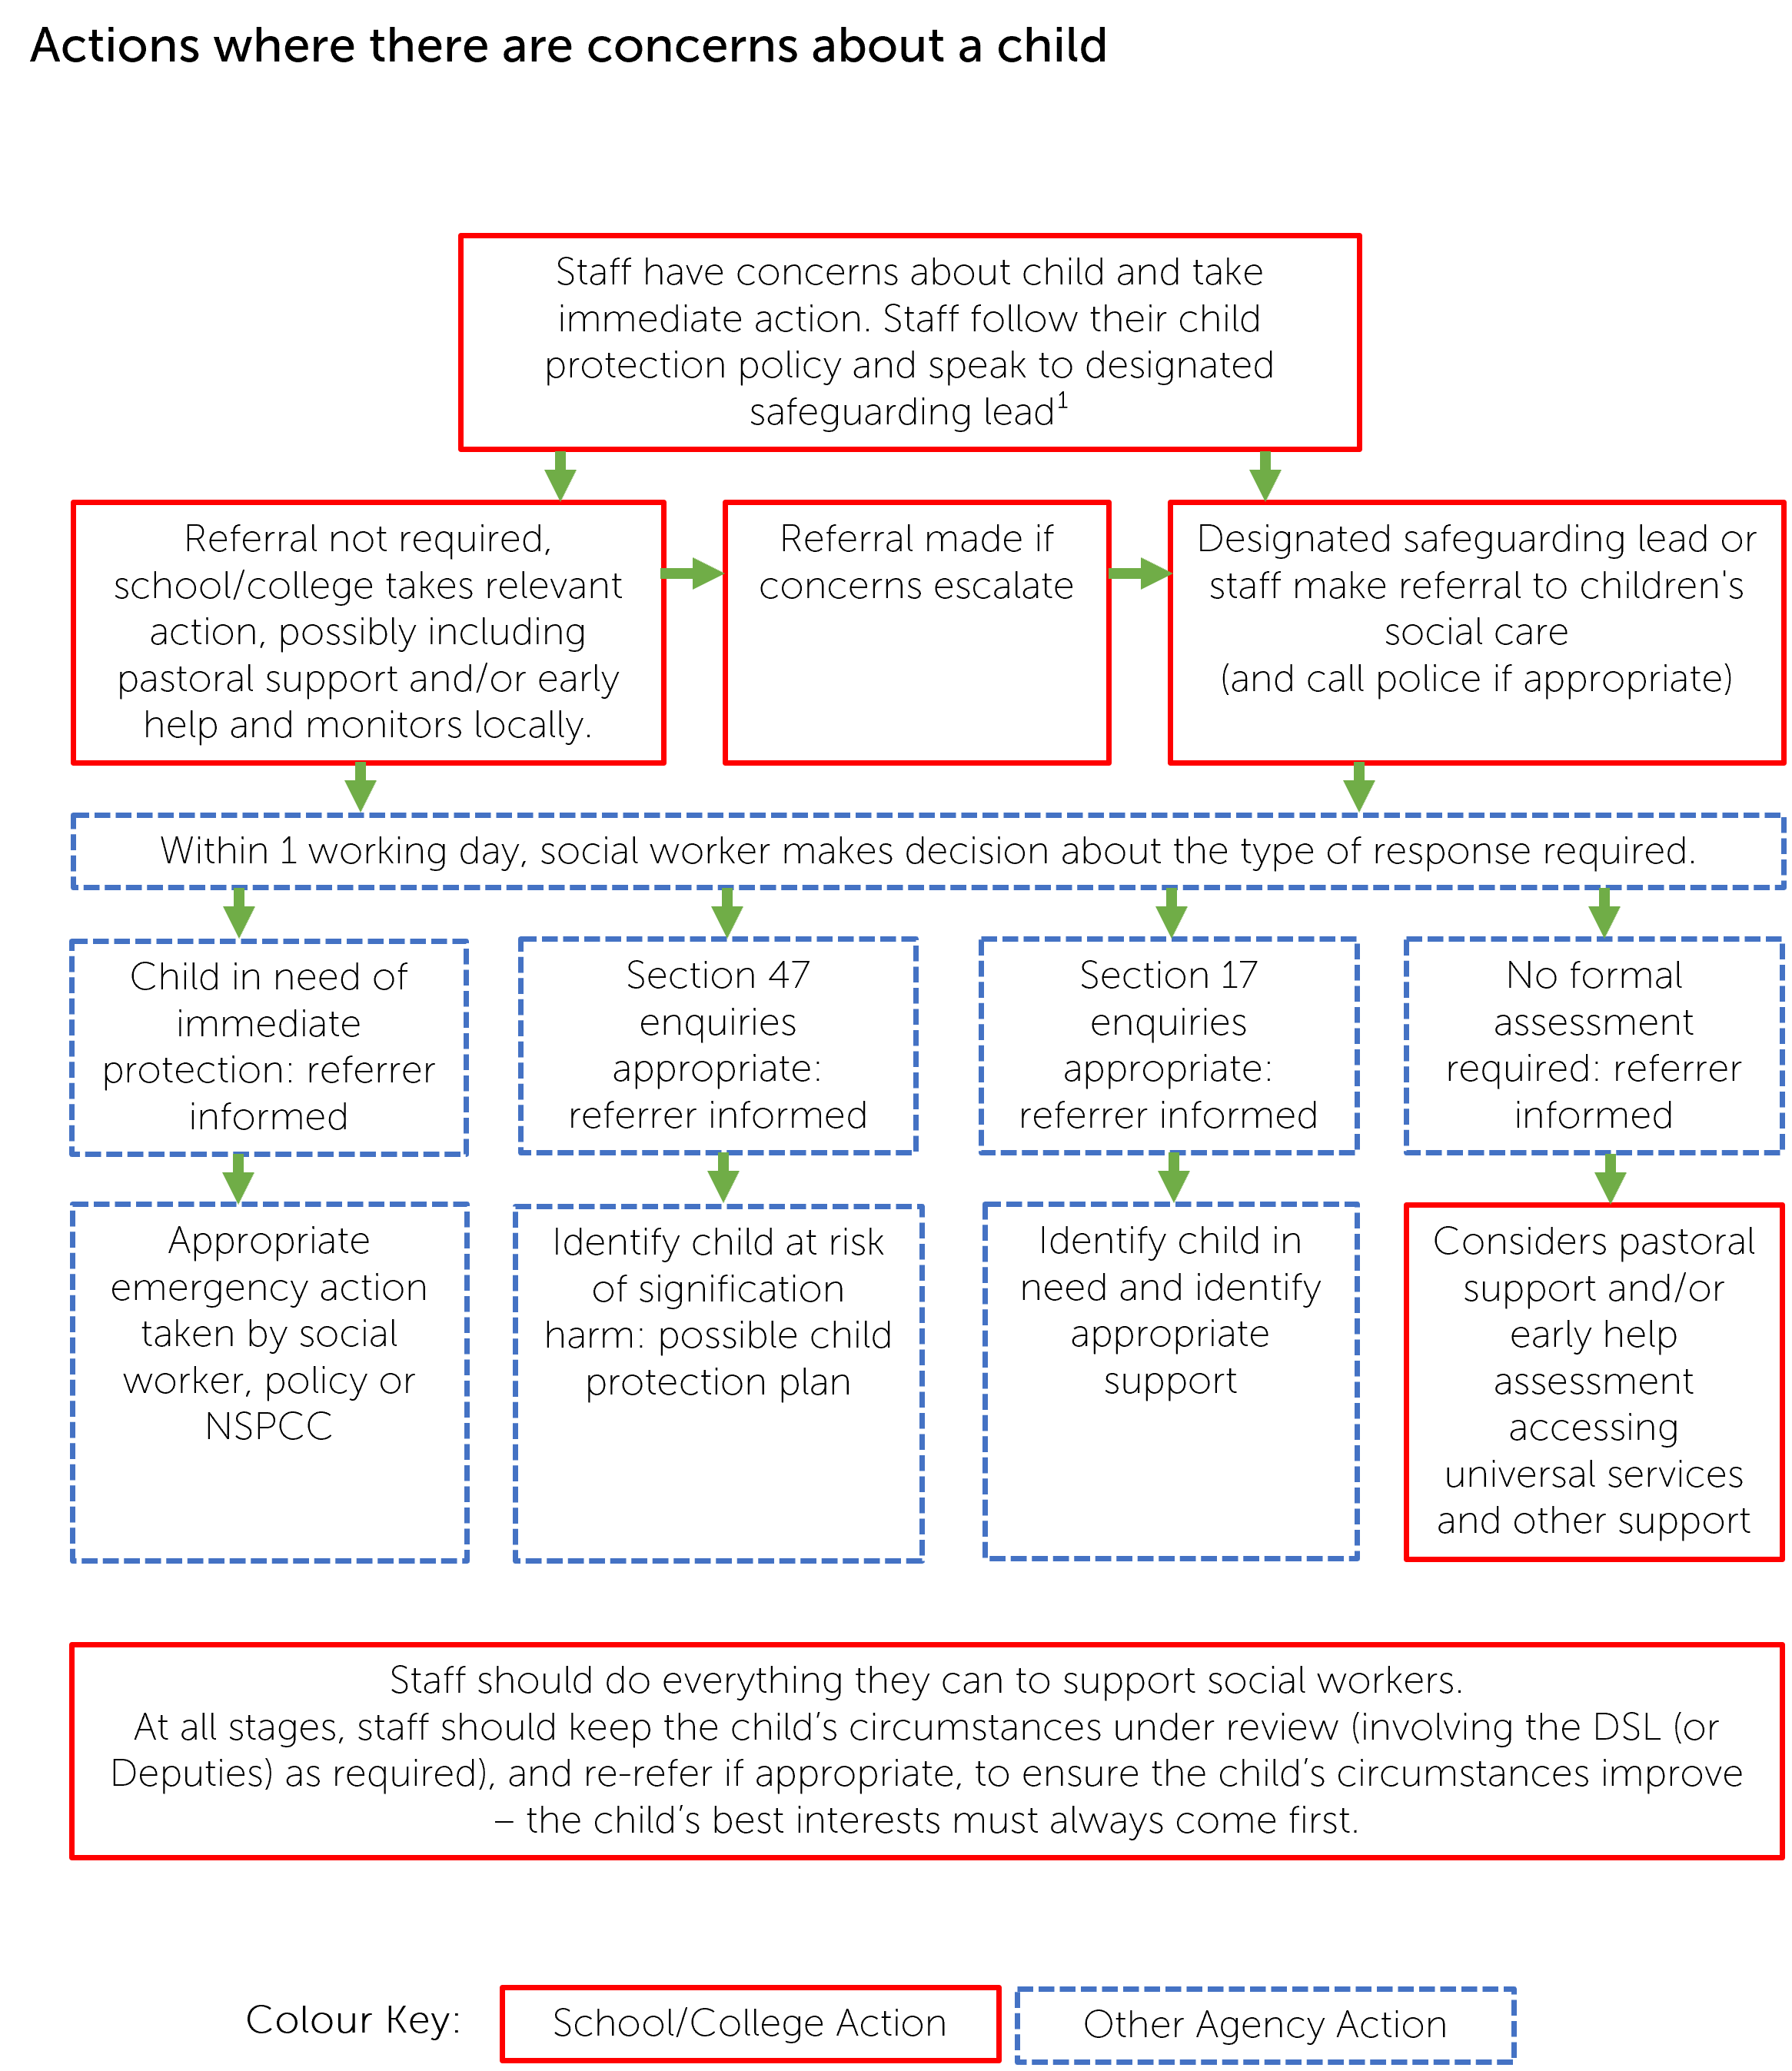 Actions where there are concerns about a child
Staff have concerns about child and take
immediate action. Staff follow their child
protection policy and speak to designated
safeguarding lead¹
Referral not required,
school/college takes relevant
action, possibly including
pastoral support and/or early
help and monitors locally.
Referral made if
concerns escalate
Designated safeguarding lead or
staff make referral to children's
social care
(and call police if appropriate)
Within 1 working day, social worker makes decision about the type of response required.
Child in need of
immediate
protection: referrer
informed
Section 47
enquiries
appropriate:
referrer informed
Section 17
enquiries
appropriate:
referrer informed
No formal
assessment
required: referrer
informed
Appropriate
emergency action
taken by social
worker, policy or
NSPCC
Identify child at risk
of signification
harm: possible child
protection plan
Identify child in
need and identify
appropriate
support
Considers pastoral
support and/or
early help
assessment
accessing
universal services
and other support
Staff should do everything they can to support social workers.
At all stages, staff should keep the child’s circumstances under review (involving the DSL (or
Deputies) as required), and re-refer if appropriate, to ensure the child’s circumstances improve
– the child’s best interests must always come first.
Colour Key:
School/College Action
Other Agency Action